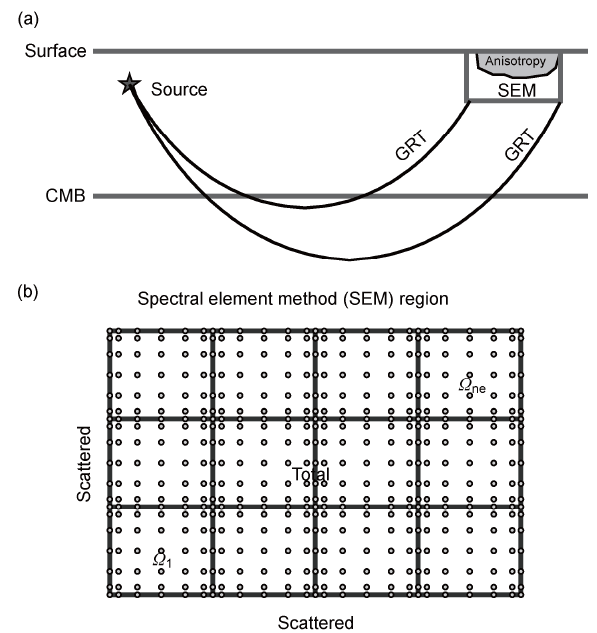 (a)
Surface
Anisotropy
Source
SEM
GRT
GRT
CMB
(b)
Spectral element method (SEM) region
Ωne
Scattered
Total
Ω1
Scattered